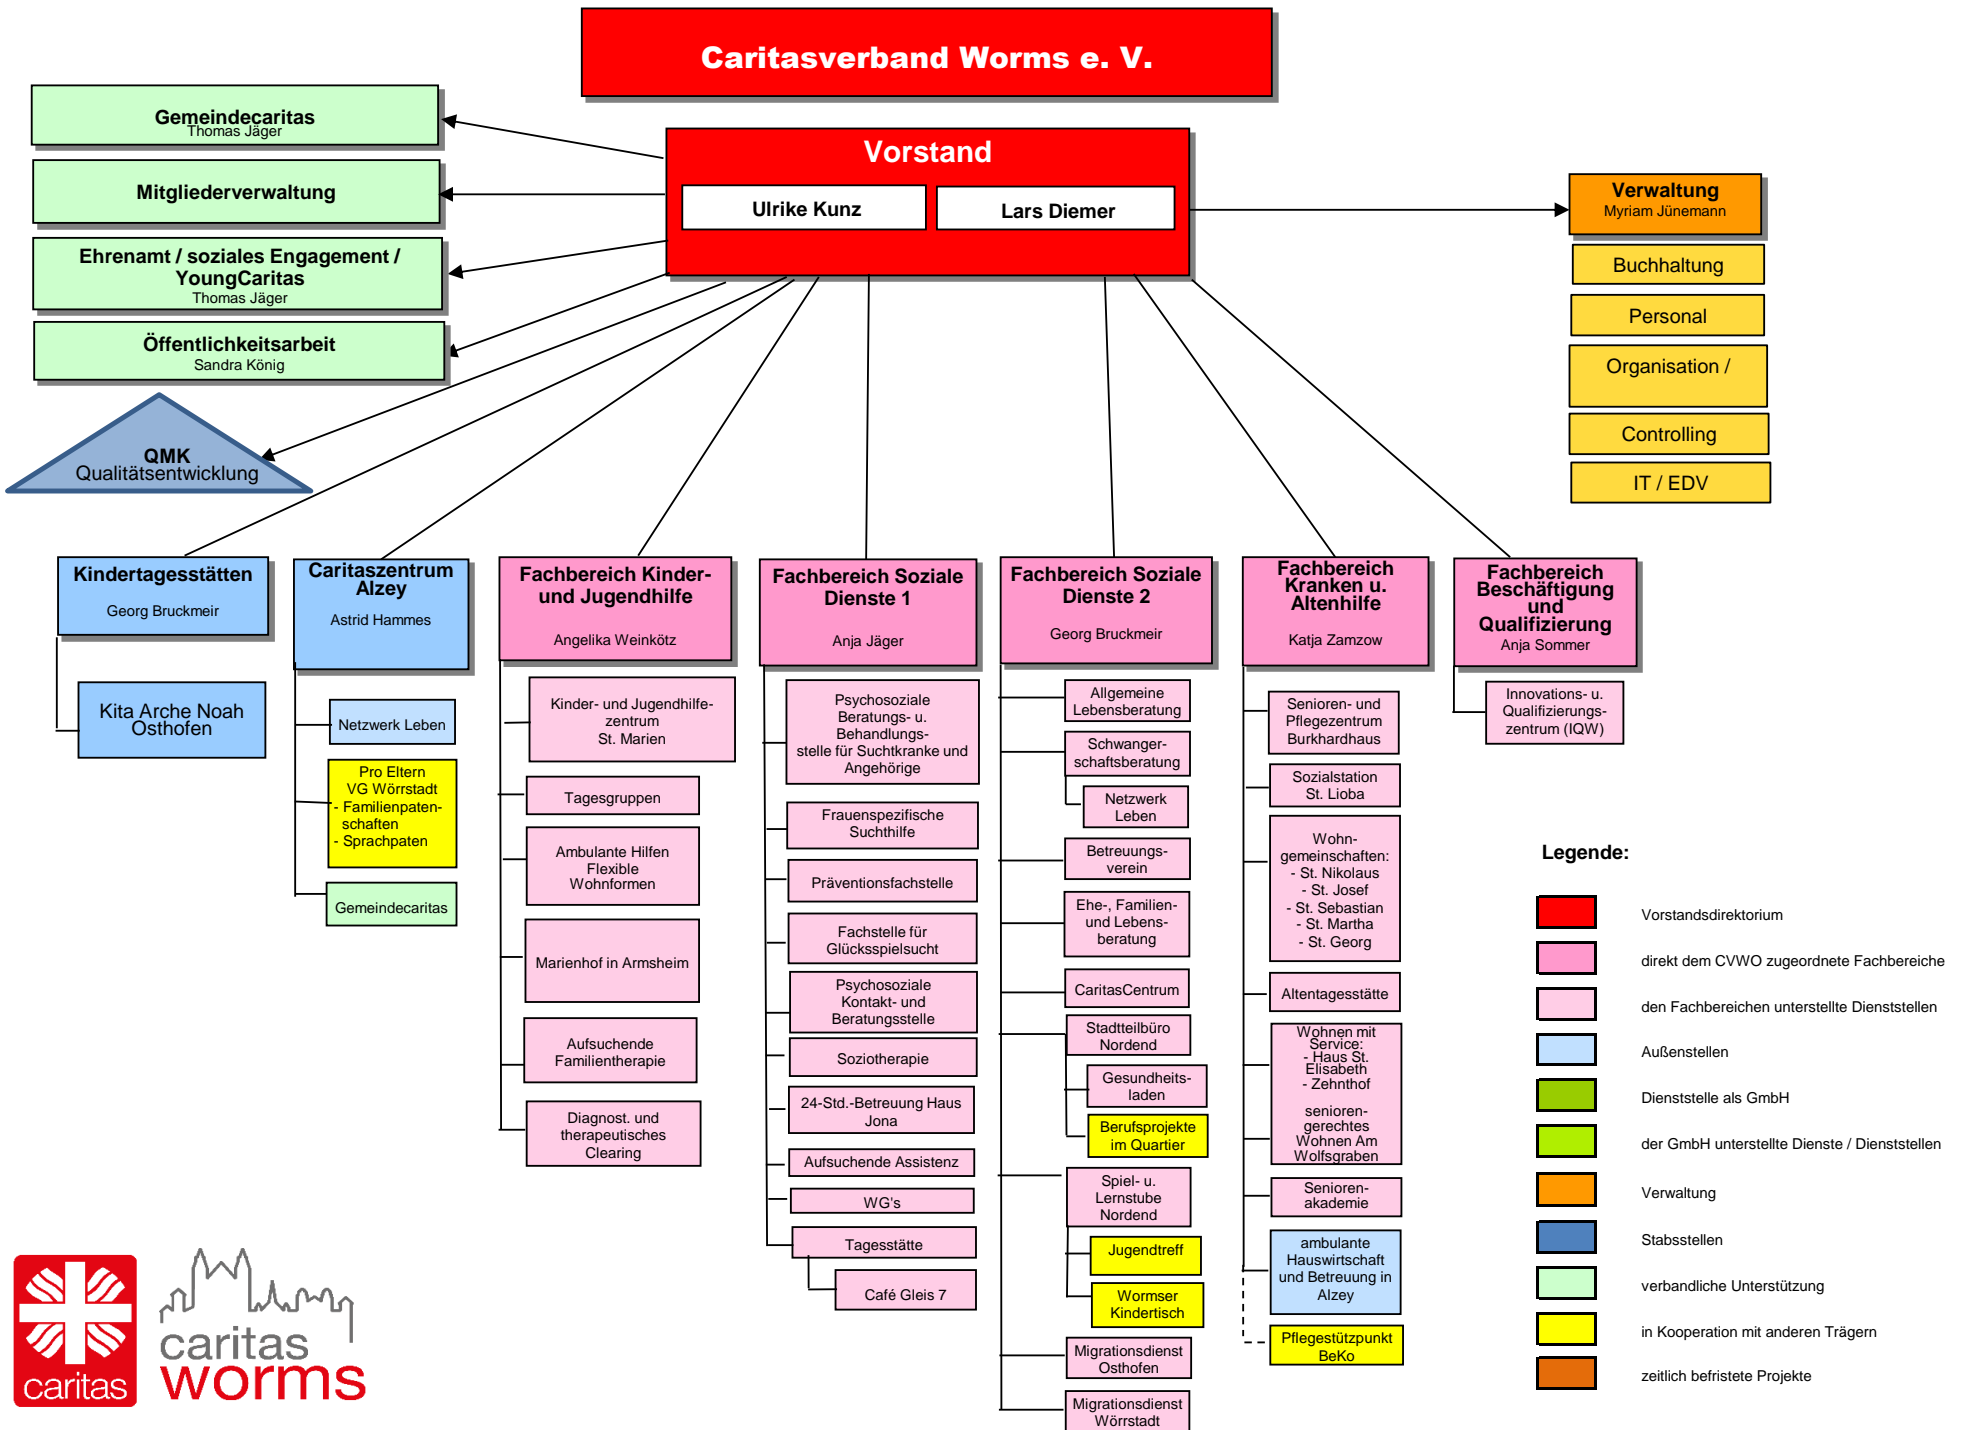 Caritasverband Worms e. V.
Gemeindecaritas
Thomas Jäger
Mitgliederverwaltung
Ehrenamt / soziales Engagement /
YoungCaritas
Thomas Jäger
Öffentlichkeitsarbeit
Sandra König
QMK
Qualitätsentwicklung
Vorstand
Ulrike Kunz
Lars Diemer
Verwaltung
Myriam Jünemann
Buchhaltung
Personal
Organisation /
Controlling
IT / EDV
Kindertagesstätten
Georg Bruckmeir
Kita Arche Noah
Osthofen
Caritaszentrum
Alzey
Astrid Hammes
Netzwerk Leben
Pro Eltern
VG Wörrstadt
- Familienpaten-
schaften
- Sprachpaten
Gemeindecaritas
Fachbereich Kinder-
und Jugendhilfe
Angelika Weinkötz
Kinder- und Jugendhilfe-
zentrum
St. Marien
Tagesgruppen
Ambulante Hilfen
Flexible
Wohnformen
Marienhof in Armsheim
Aufsuchende
Familientherapie
Diagnost. und
therapeutisches
Clearing
Fachbereich Soziale
Dienste 1
Anja Jäger
Psychosoziale
Beratungs- u.
Behandlungs-
stelle für Suchtkranke und
Angehörige
Frauenspezifische
Suchthilfe
Präventionsfachstelle
Fachstelle für
Glücksspielsucht
Psychosoziale
Kontakt- und
Beratungsstelle
Soziotherapie
24-Std.-Betreuung Haus
Jona
Aufsuchende Assistenz
WG's
Tagesstätte
Café Gleis 7
Fachbereich Soziale
Dienste 2
Georg Bruckmeir
Allgemeine
Lebensberatung
Schwanger-
schaftsberatung
Netzwerk
Leben
Betreuungs-
verein
Ehe-, Familien-
und Lebens-
beratung
CaritasCentrum
Stadtteilbüro
Nordend
Gesundheits-
laden
Berufsprojekte
im Quartier
Spiel- u.
Lernstube
Nordend
Jugendtreff
Wormser
Kindertisch
Migrationsdienst
Osthofen
Migrationsdienst
Wörrstadt
Fachbereich
Kranken u.
Altenhilfe
Katja Zamzow
Senioren- und
Pflegezentrum
Burkhardhaus
Sozialstation
St. Lioba
Wohn-
gemeinschaften:
- St. Nikolaus
- St. Josef
- St. Sebastian
- St. Martha
- St. Georg
Altentagesstätte
Wohnen mit
Service:
- Haus St.
Elisabeth
- Zehnthof
senioren-
gerechtes
Wohnen Am
Wolfsgraben
Senioren-
akademie
ambulante
Hauswirtschaft
und Betreuung in
Alzey
Pflegestützpunkt
BeKo
Fachbereich
Beschäftigung
und
Qualifizierung
Anja Sommer
Innovations- u.
Qualifizierungs-
zentrum (IQW)
Legende:
Vorstandsdirektorium
direkt dem CVWO zugeordnete Fachbereiche
den Fachbereichen unterstellte Dienststellen
Außenstellen
Dienststelle als GmbH
der GmbH unterstellte Dienste / Dienststellen
Verwaltung
Stabsstellen
verbandliche Unterstützung
in Kooperation mit anderen Trägern
zeitlich befristete Projekte
caritas
caritas
worms